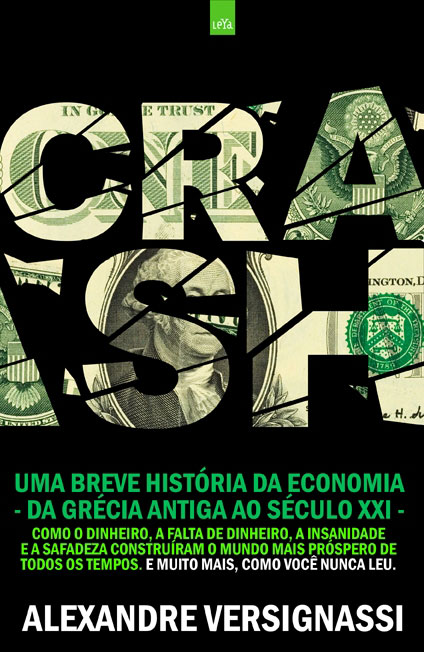 LeYa
CRA
SH
IN GO E TRUST
ONE
INGTON, D.C
UMA BREVE HISTÓRIA DA ECONOMIA
- DA GRÉCIA ANTIGA AO SÉCULO XXI -
COMO O DINHEIRO, A FALTA DE DINHEIRO, A INSANIDADE
E A SAFADEZA CONSTRUÍRAM O MUNDO MAIS PRÓSPERO DE
TODOS OS TEMPOS. E MUITO MAIS, COMO VOCÊ NUNCA LEU.
ALEXANDRE VERSIGNASSI